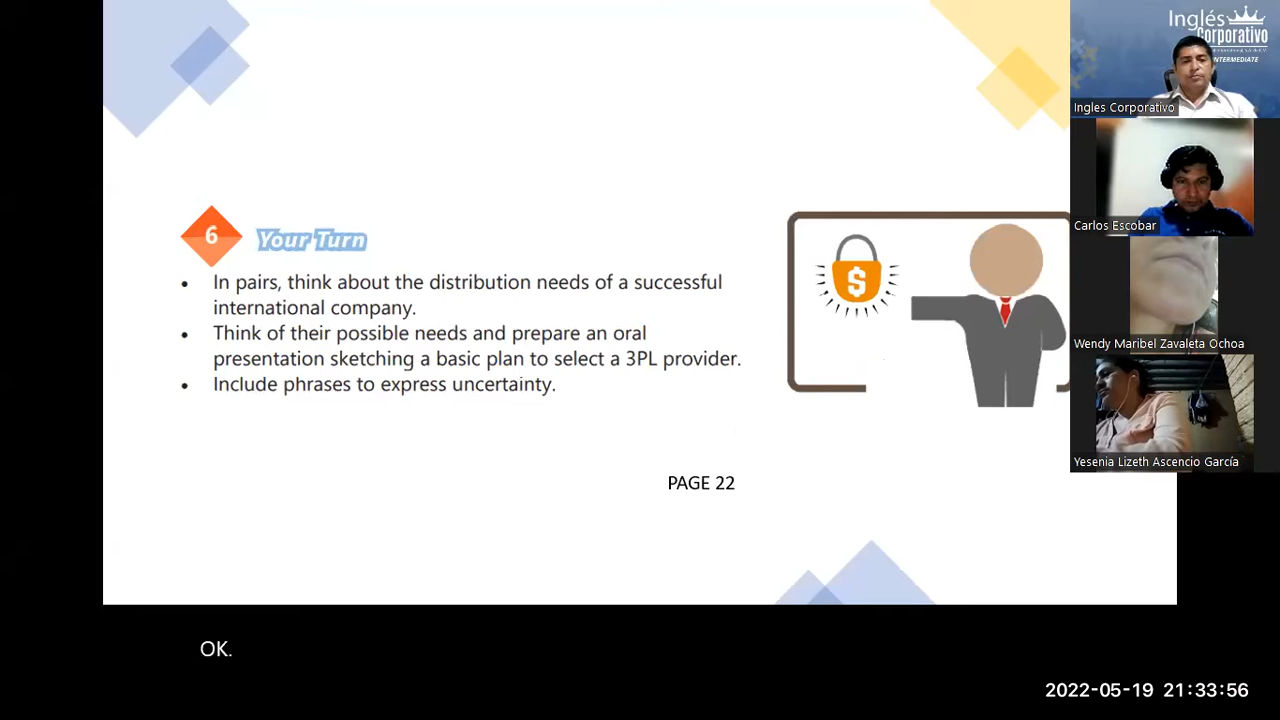 Inglés
Corporativo
INTERMEDIATE
Ingles Corporativo
Carlos Escobar
Wendy Maribel Zavaleta Ochoa
Yesenia Lizeth Ascencio García
6
Your Turn
• In pairs, think about the distribution needs of a successful
international company.
• Think of their possible needs and prepare an oral
presentation sketching a basic plan to select a 3PL provider.
• Include phrases to express uncertainty.
$
PAGE 22
OK.
2022-05-19 21:33:56